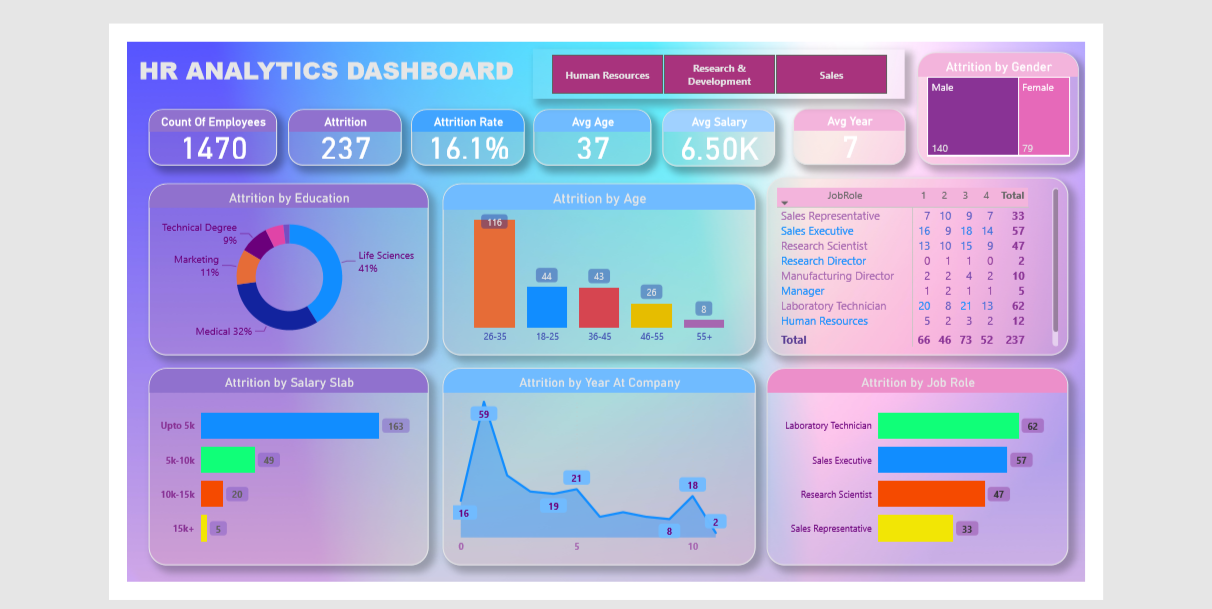 HR ANALYTICS DASHBOARD
Human Resources
Research &
Development
Sales
Attrition by Gender
Male
Female
140
79
Count Of Employees
1470
Attrition
237
Attrition Rate
16.1%
Avg Age
37
Avg Salary
6.50K
Avg Year
7
Attrition by Education
Technical Degree
9%
Marketing
11%
Medical 32%
Life Sciences
41%
Attrition by Age
116
44
43
26
8
26-35 18-25 36-45 46-55 55+
JobRole 1 2 3 4 Total
Sales Representative 7 10 9 7 33
Sales Executive 16 9 18 14 57
Research Scientist 13 10 15 9 47
Research Director 0 1 1 0 2
Manufacturing Director 2 2 4 2 10
Manager 1 2 1 1 5
Laboratory Technician 20 8 21 13 62
Human Resources 5 2 3 2 12
Total 66 46 73 52 237
Attrition by Salary Slab
Upto 5k 163
5k-10k 49
10k-15k 20
15k+ 5
Attrition by Year At Company
59
16
19
21
8
18
2
0 5 10
Attrition by Job Role
Laboratory Technician 62
Sales Executive 57
Research Scientist 47
Sales Representative 33